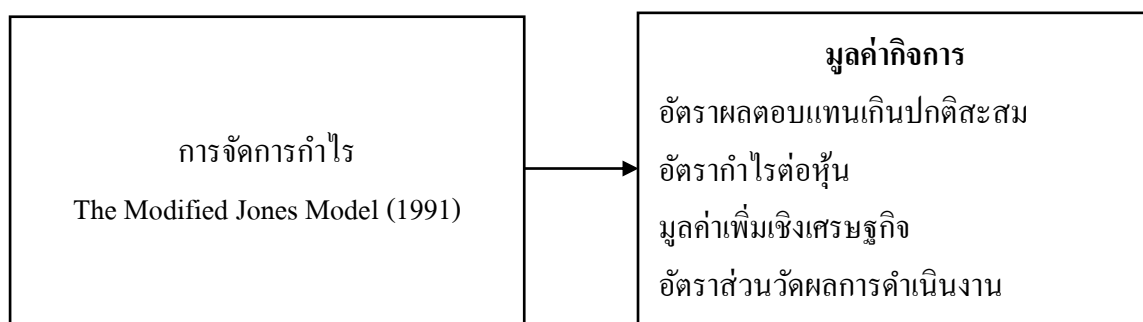 การจัดการกำไร
The Modified Jones Model (1991)
มูลค่ากิจการ
อัตราผลตอบแทนเกินปกติสะสม
อัตรากำไรต่อหุ้น
มูลค่าเพิ่มเชิงเศรษฐกิจ
อัตราส่วนวัดผลการดำเนินงาน